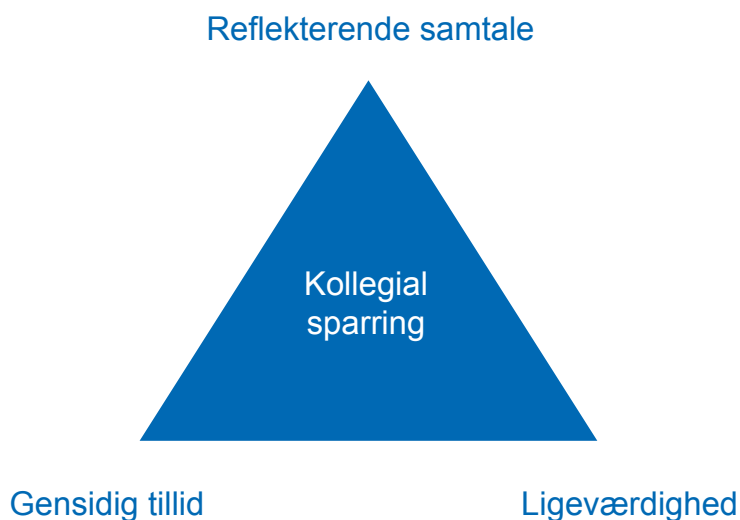 Reflekterende samtale
Kollegial
sparring
Gensidig tillid
Ligeværdighed